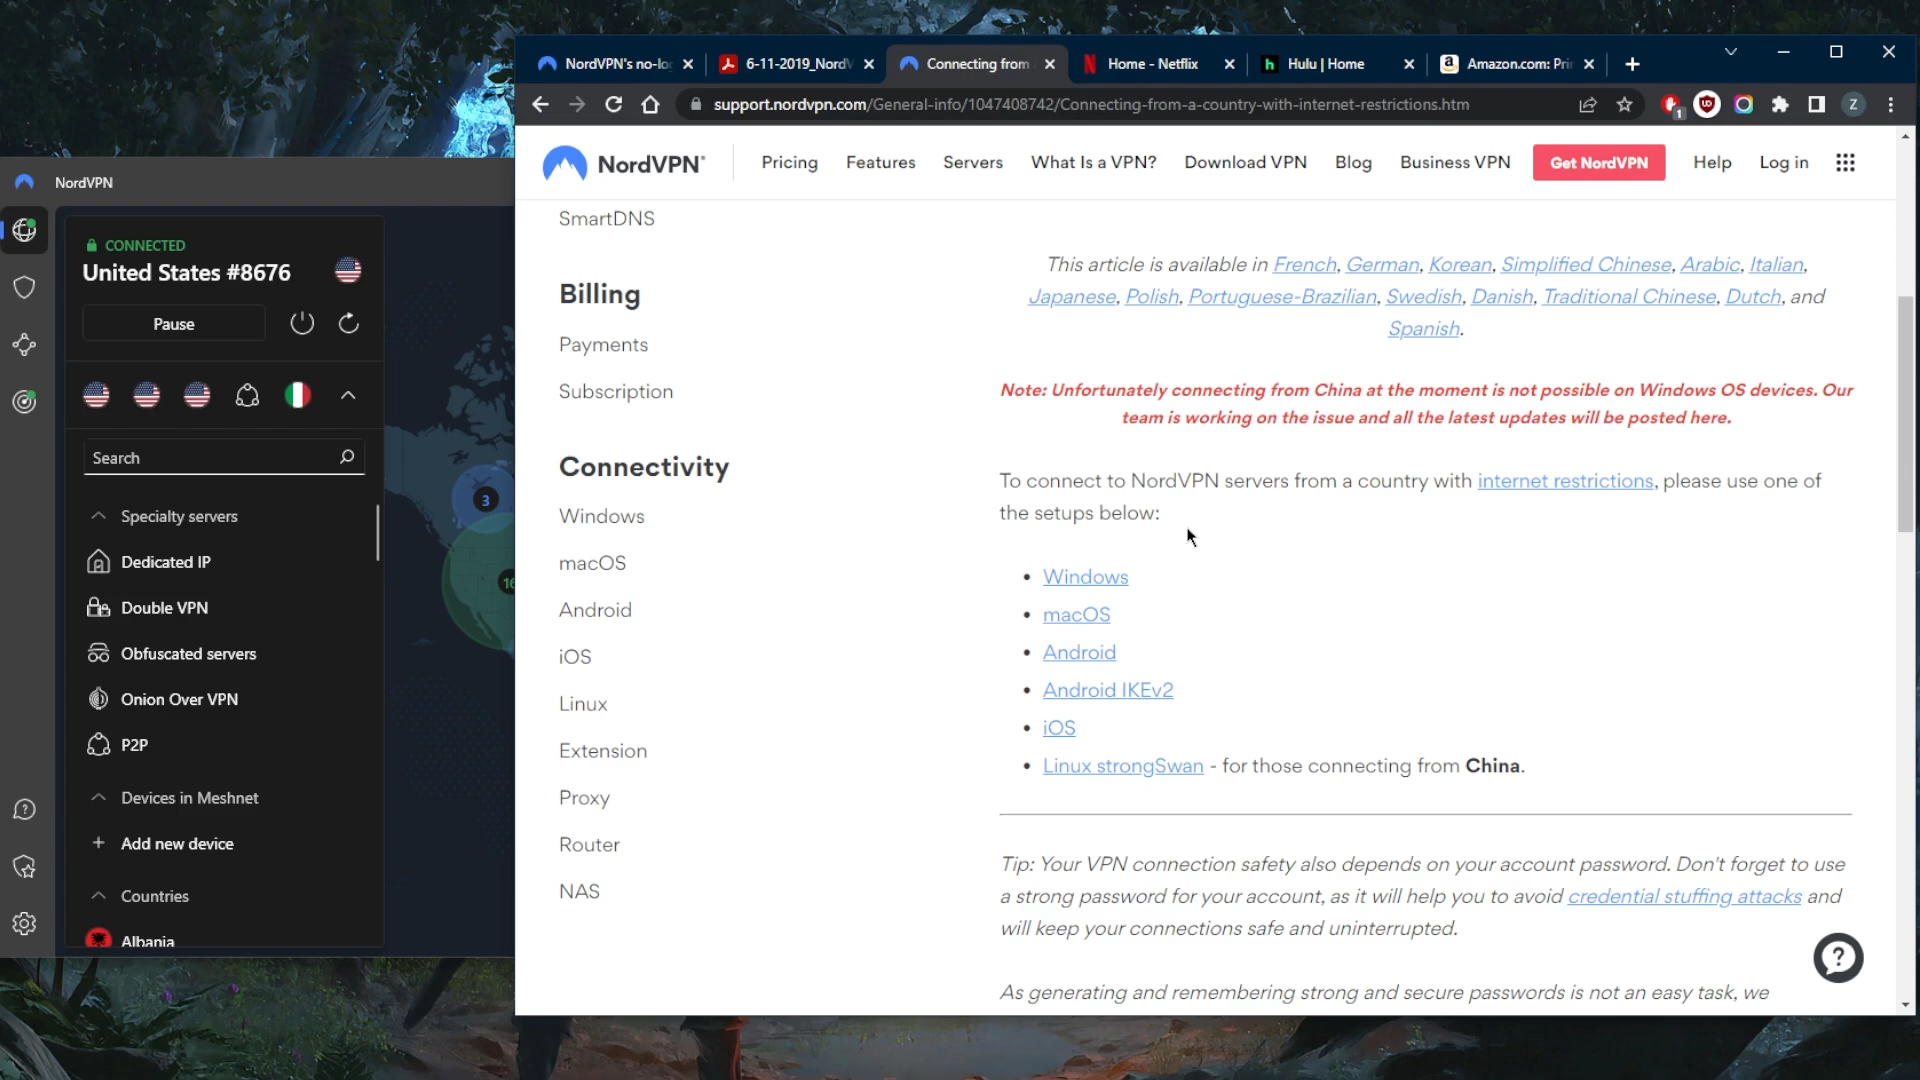 NordVPN
CONNECTED
United States #8676
Pause
Search
Specialty servers
Dedicated IP
Double VPN
Obfuscated servers
Onion Over VPN
P2P
Devices in Meshnet
Add new device
Countries
Albania
3
16
NordVPN's no-lo
6-11-2019_NordV
Connecting from
Home - Netflix
Hulu | Home
Amazon.com: Pri
support.nordvpn.com/General-info/1047408742/Connecting-from-a-country-with-internet-restrictions.htm
1
Z
NordVPN®
Pricing
Features
Servers
What Is a VPN?
Download VPN
Blog
Business VPN
Get NordVPN
Help
Log in
SmartDNS
Billing
Payments
Subscription
Connectivity
Windows
macOS
Android
iOS
Linux
Extension
Proxy
Router
NAS
This article is available in French, German, Korean, Simplified Chinese, Arabic, Italian,
Japanese, Polish, Portuguese-Brazilian, Swedish, Danish, Traditional Chinese, Dutch, and
Spanish.
Note: Unfortunately connecting from China at the moment is not possible on Windows OS devices. Our
team is working on the issue and all the latest updates will be posted here.
To connect to NordVPN servers from a country with internet restrictions, please use one of
the setups below:
• Windows
• macOS
• Android
• Android IKEv2
• iOS
• Linux strongSwan - for those connecting from China.
Tip: Your VPN connection safety also depends on your account password. Don't forget to use
a strong password for your account, as it will help you to avoid credential stuffing attacks and
will keep your connections safe and uninterrupted.
As generating and remembering strong and secure passwords is not an easy task, we